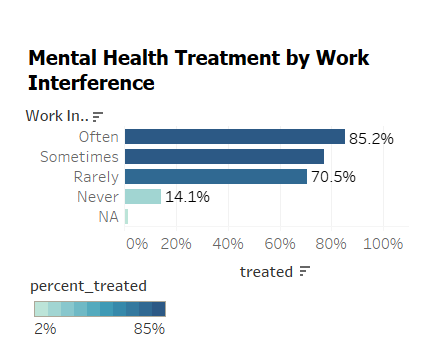 Mental Health Treatment by Work
Interference
Work In..
Often 85.2%
Sometimes
Rarely 70.5%
Never 14.1%
NA
0% 20% 40% 60% 80% 100%
treated
percent_treated
2% 85%